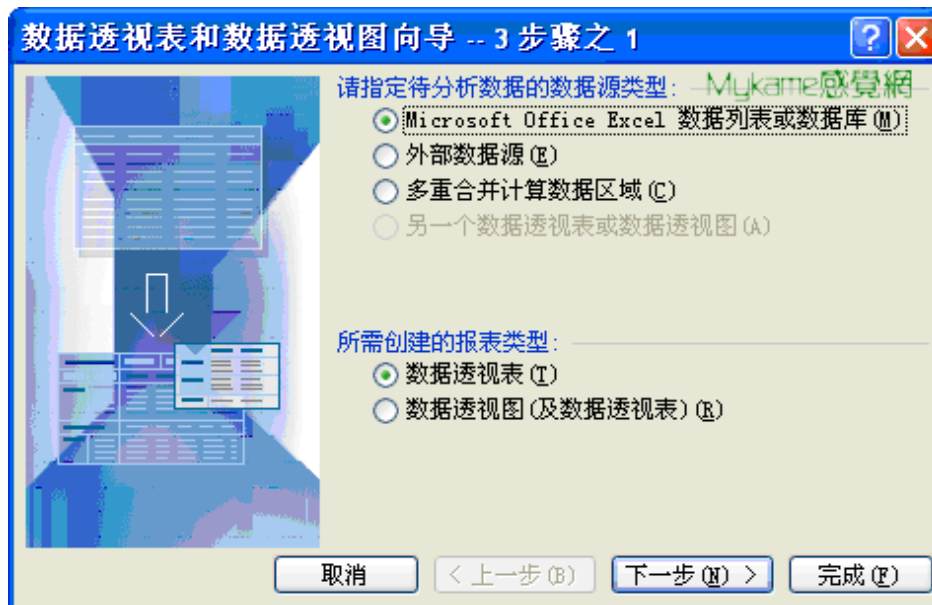 数据透视表和数据透视图向导 -- 3 步骤之 1
请指定待分析数据的数据源类型:
Mykame感覺網
Microsoft Office Excel 数据列表或数据库(M)
外部数据源(E)
多重合并计算数据区域(C)
另一个数据透视表或数据透视图(A)
所需创建的报表类型:
数据透视表(T)
数据透视图(及数据透视表)(R)
取消
< 上一步(B)
下一步(N) >
完成(F)